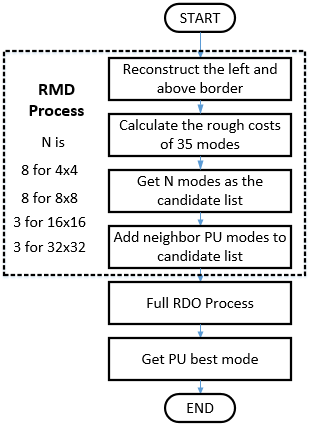 START
RMD
Process
N is
8 for 4x4
8 for 8x8
3 for 16x16
3 for 32x32
Reconstruct the left and
above border
Calculate the rough costs
of 35 modes
Get N modes as the
candidate list
Add neighbor PU modes to
candidate list
Full RDO Process
Get PU best mode
END